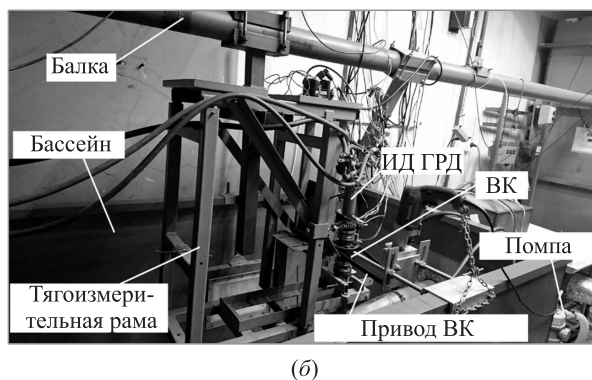 Балка
Бассейн
ИД ГРД
ВК
Помпа
Тягоизмери-
тельная рама
Привод ВК
(б)